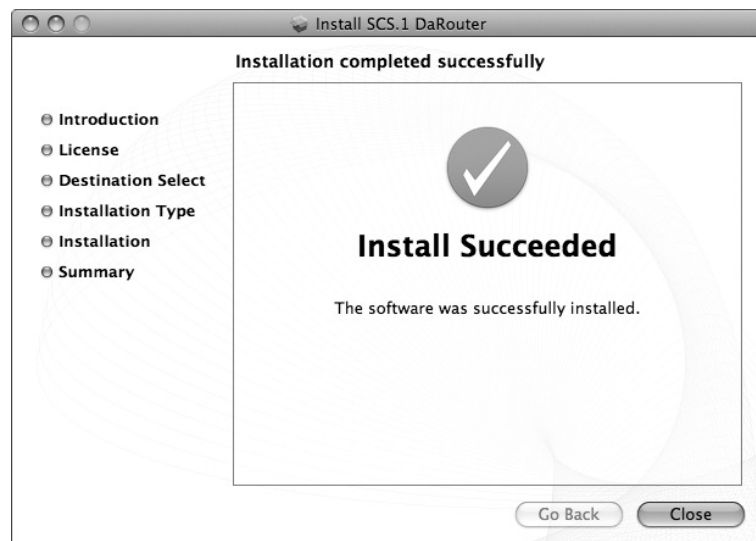 Install SCS.1 DaRouter
Installation completed successfully
Introduction
License
Destination Select
Installation Type
Installation
Summary
Install Succeeded
The software was successfully installed.
Go Back
Close